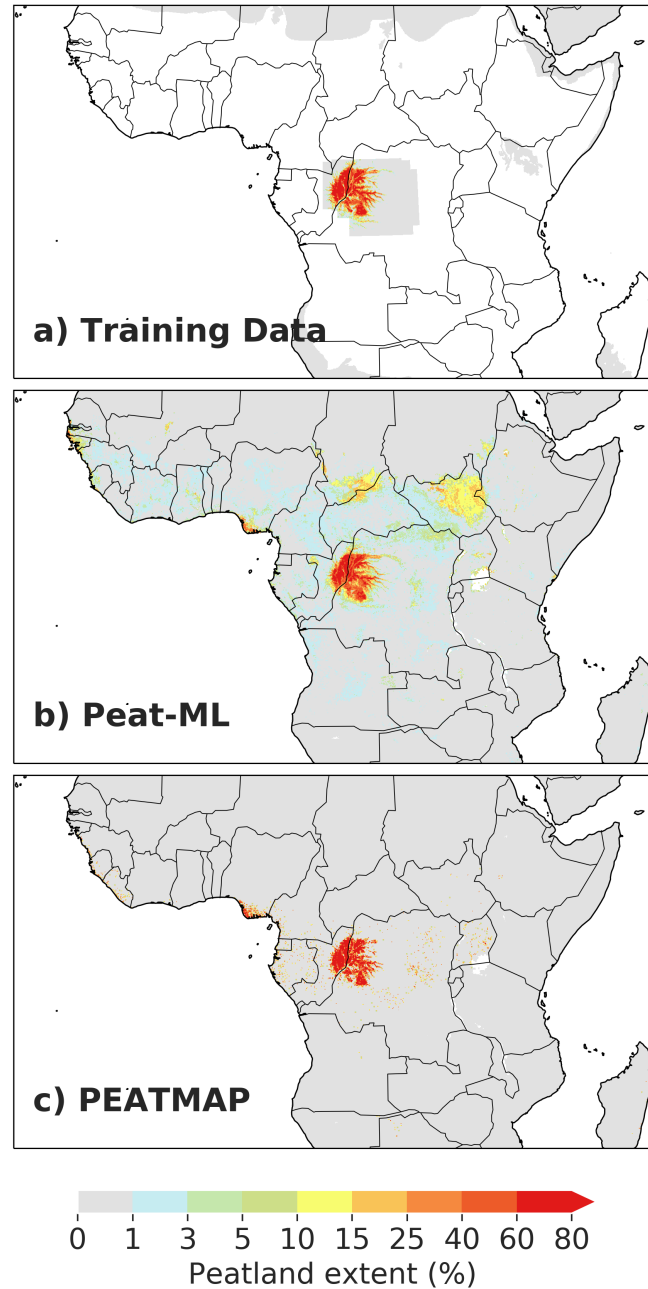 a) Training Data
b) Peat-ML
c) PEATMAP
0 1 3 5 10 15 25 40 60 80
Peatland extent (%)